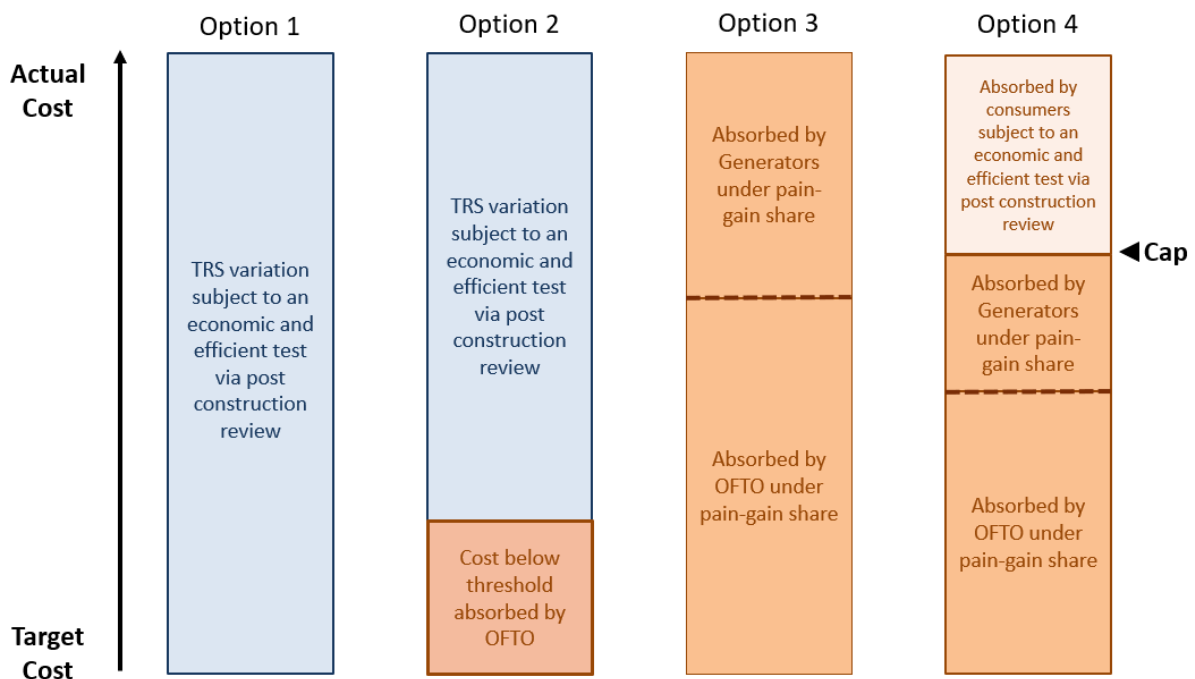 Option 1
Option 2
Option 3
Option 4
Actual
Cost
Target
Cost
TRS variation
subject to an
economic and
efficient test
via post
construction
review
TRS variation
subject to an
economic and
efficient test
via post
construction
review
Cost below
threshold
absorbed by
OFTO
Absorbed by
Generators
under pain-
gain share
Absorbed by
OFTO under
pain-gain share
Absorbed by
consumers
subject to an
economic and
efficient test via
post construction
review
Cap
Absorbed by
Generators
under pain-
gain share
Absorbed by
OFTO under
pain-gain share